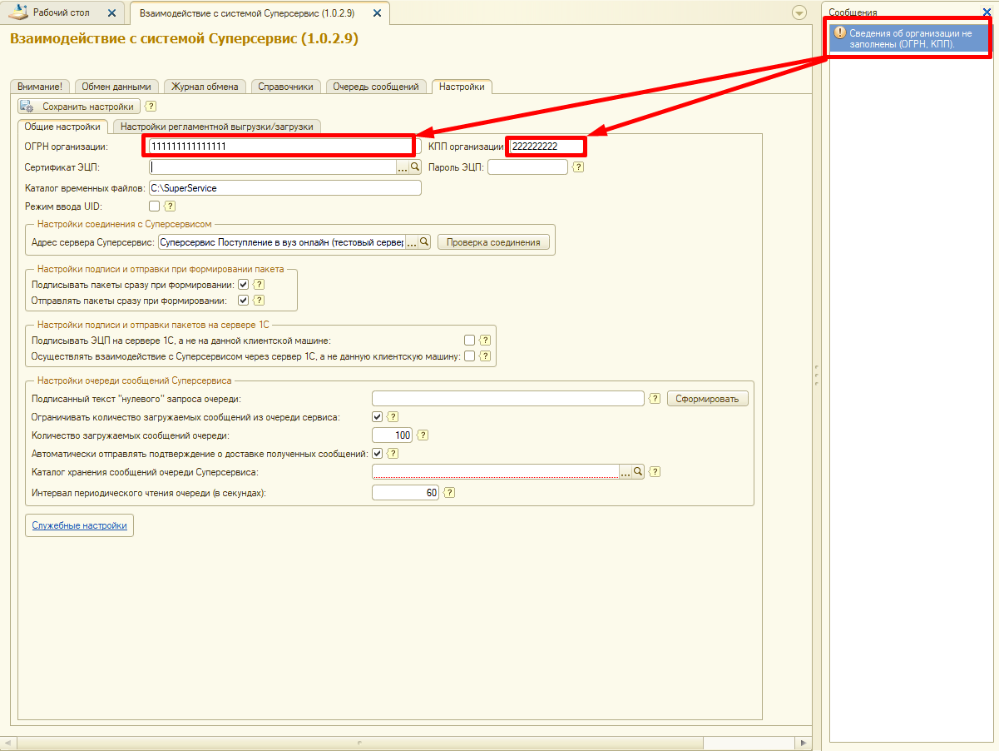 Рабочий стол
Взаимодействие с системой Суперсервис (1.0.2.9)
Взаимодействие с системой Суперсервис (1.0.2.9)
Внимание!
Обмен данными
Журнал обмена
Справочники
Очередь сообщений
Настройки
Сохранить настройки ?
Общие настройки
Настройки регламентной выгрузки/загрузки
ОГРН организации: 111111111111111 КПП организации 222222222
Сертификат ЭЦП: ... Пароль ЭЦП: ?
Каталог временных файлов: C:\SuperService
Режим ввода UID: ?
Настройки соединения с Суперсервисом
Адрес сервера Суперсервис: Суперсервис Поступление в вуз онлайн (тестовый сервер ... Проверка соединения
Настройки подписи и отправки при формировании пакета
Подписывать пакеты сразу при формировании: ?
Отправлять пакеты сразу при формировании: ?
Настройки подписи и отправки пакетов на сервере 1С
Подписывать ЭЦП на сервере 1С, а не на данной клиентской машине: ?
Осуществлять взаимодействие с Суперсервисом через сервер 1С, а не данную клиентскую машину: ?
Настройки очереди сообщений Суперсервиса
Подписанный текст "нулевого" запроса очереди: ? Сформировать
Ограничивать количество загружаемых сообщений из очереди сервиса: ?
Количество загружаемых сообщений очереди: 100 ?
Автоматически отправлять подтверждение о доставке полученных сообщений: ?
Каталог хранения сообщений очереди Суперсервиса: ... ?
Интервал периодического чтения очереди (в секундах): 60 ?
Служебные настройки
Сообщения
Сведения об организации не
заполнены (ОГРН, КПП).